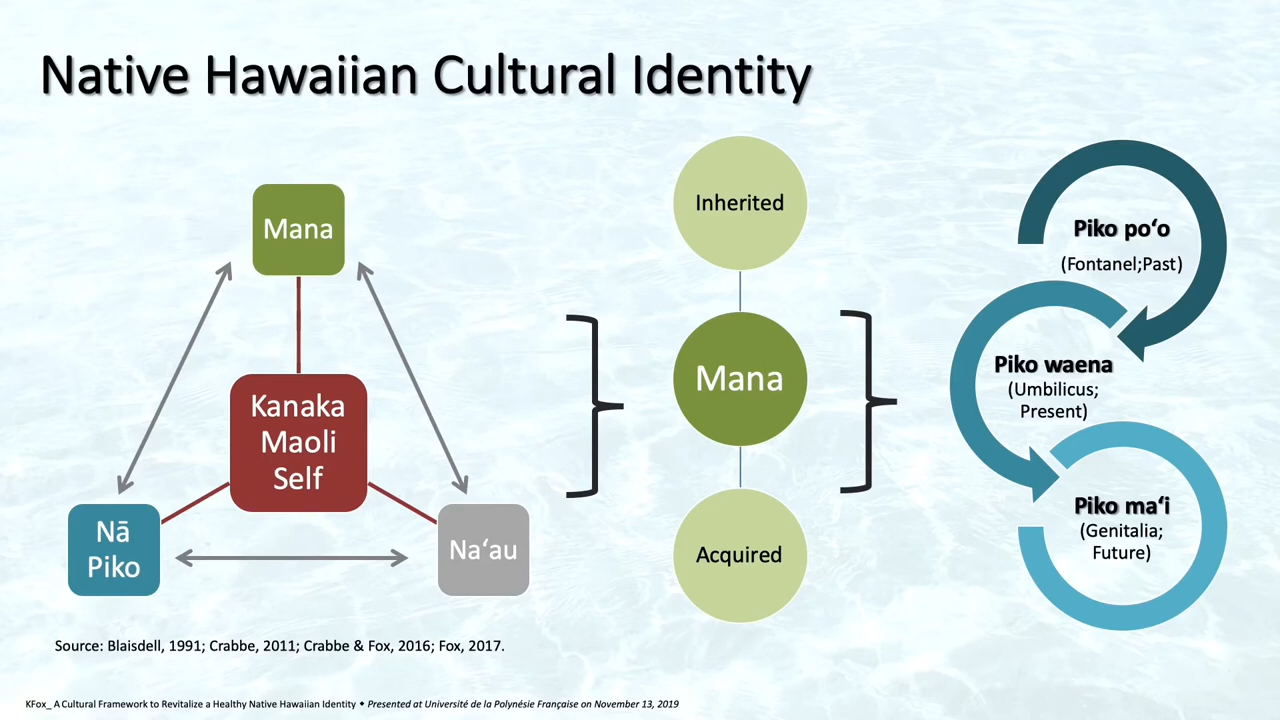 Native Hawaiian Cultural Identity
Mana
Kanaka
Maoli
Self
Nā
Piko
Naʻau
Inherited
Mana
Acquired
Piko poʻo
(Fontanel;Past)
Piko waena
(Umbilicus;
Present)
Piko maʻi
(Genitalia;
Future)
Source: Blaisdell, 1991; Crabbe, 2011; Crabbe & Fox, 2016; Fox, 2017.
KFox_ A Cultural Framework to Revitalize a Healthy Native Hawaiian Identity ◆ Presented at Université de la Polynésie Française on November 13, 2019